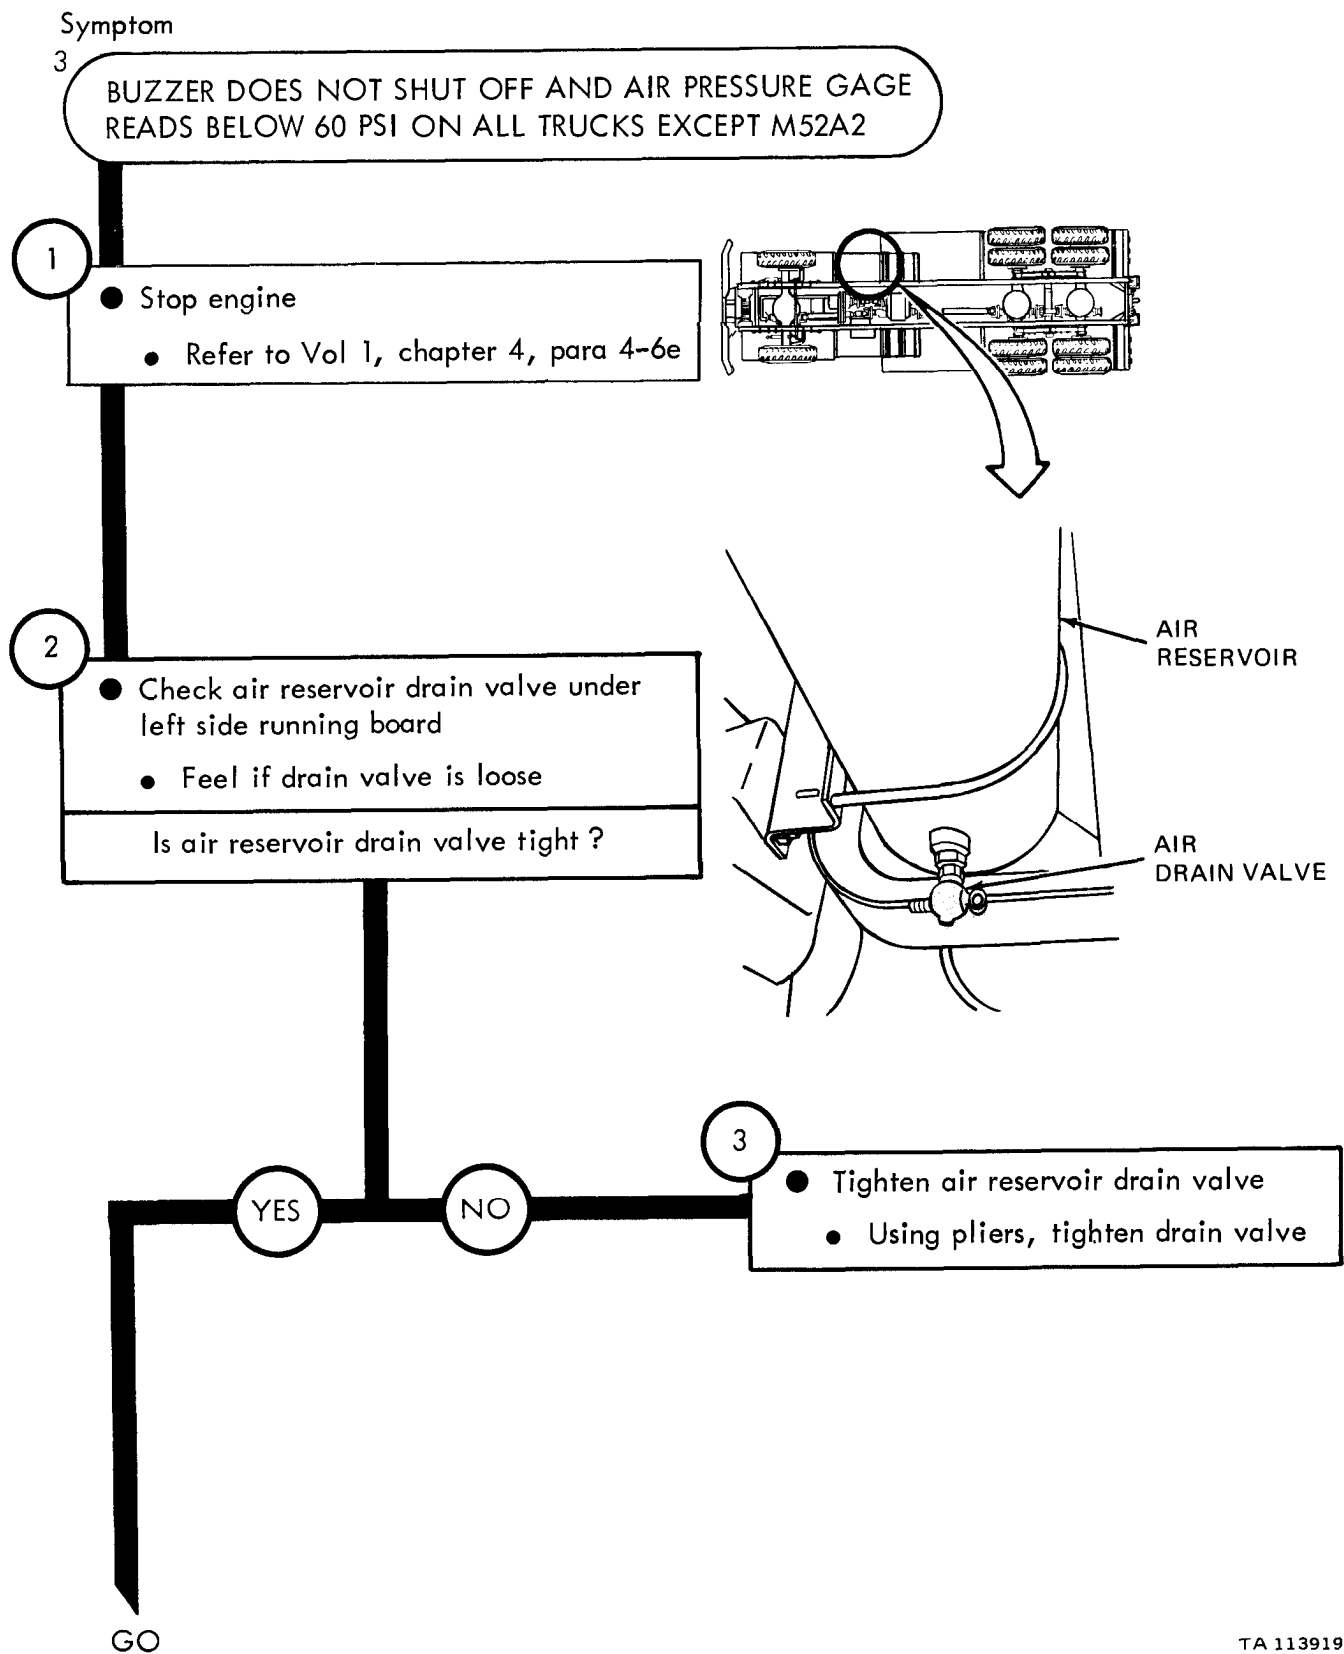 Symptom
3
BUZZER DOES NOT SHUT OFF AND AIR PRESSURE GAGE
READS BELOW 60 PSI ON ALL TRUCKS EXCEPT M52A2
1
● Stop engine
● Refer to Vol 1, chapter 4, para 4-6e
2
● Check air reservoir drain valve under
left side running board
● Feel if drain valve is loose
Is air reservoir drain valve tight ?
AIR
RESERVOIR
AIR
DRAIN VALVE
YES
NO
3
● Tighten air reservoir drain valve
● Using pliers, tighten drain valve
GO
TA 113919